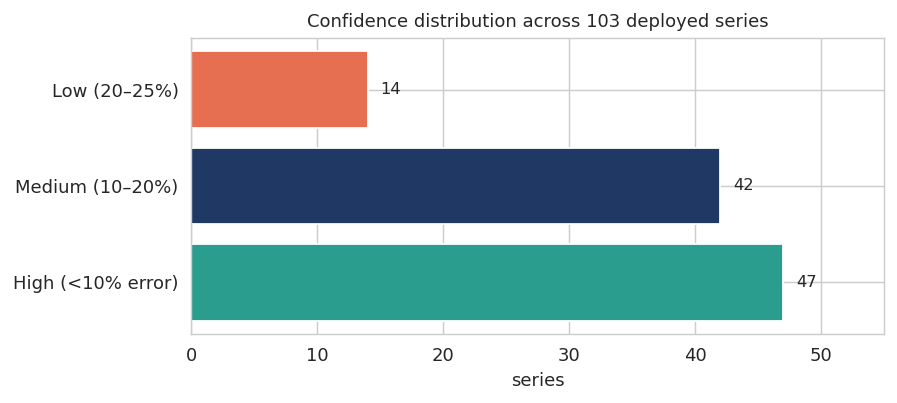 Confidence distribution across 103 deployed series
Low (20–25%)
14
Medium (10–20%)
42
High (<10% error)
47
0 10 20 30 40 50
series